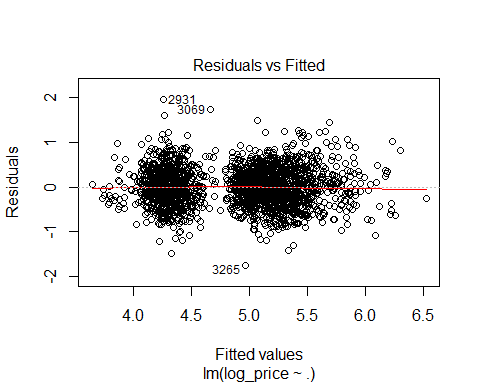 Residuals vs Fitted
Residuals
2
1
0
-1
-2
2931
3069
3265
4.0 4.5 5.0 5.5 6.0 6.5
Fitted values
lm(log_price ~ .)